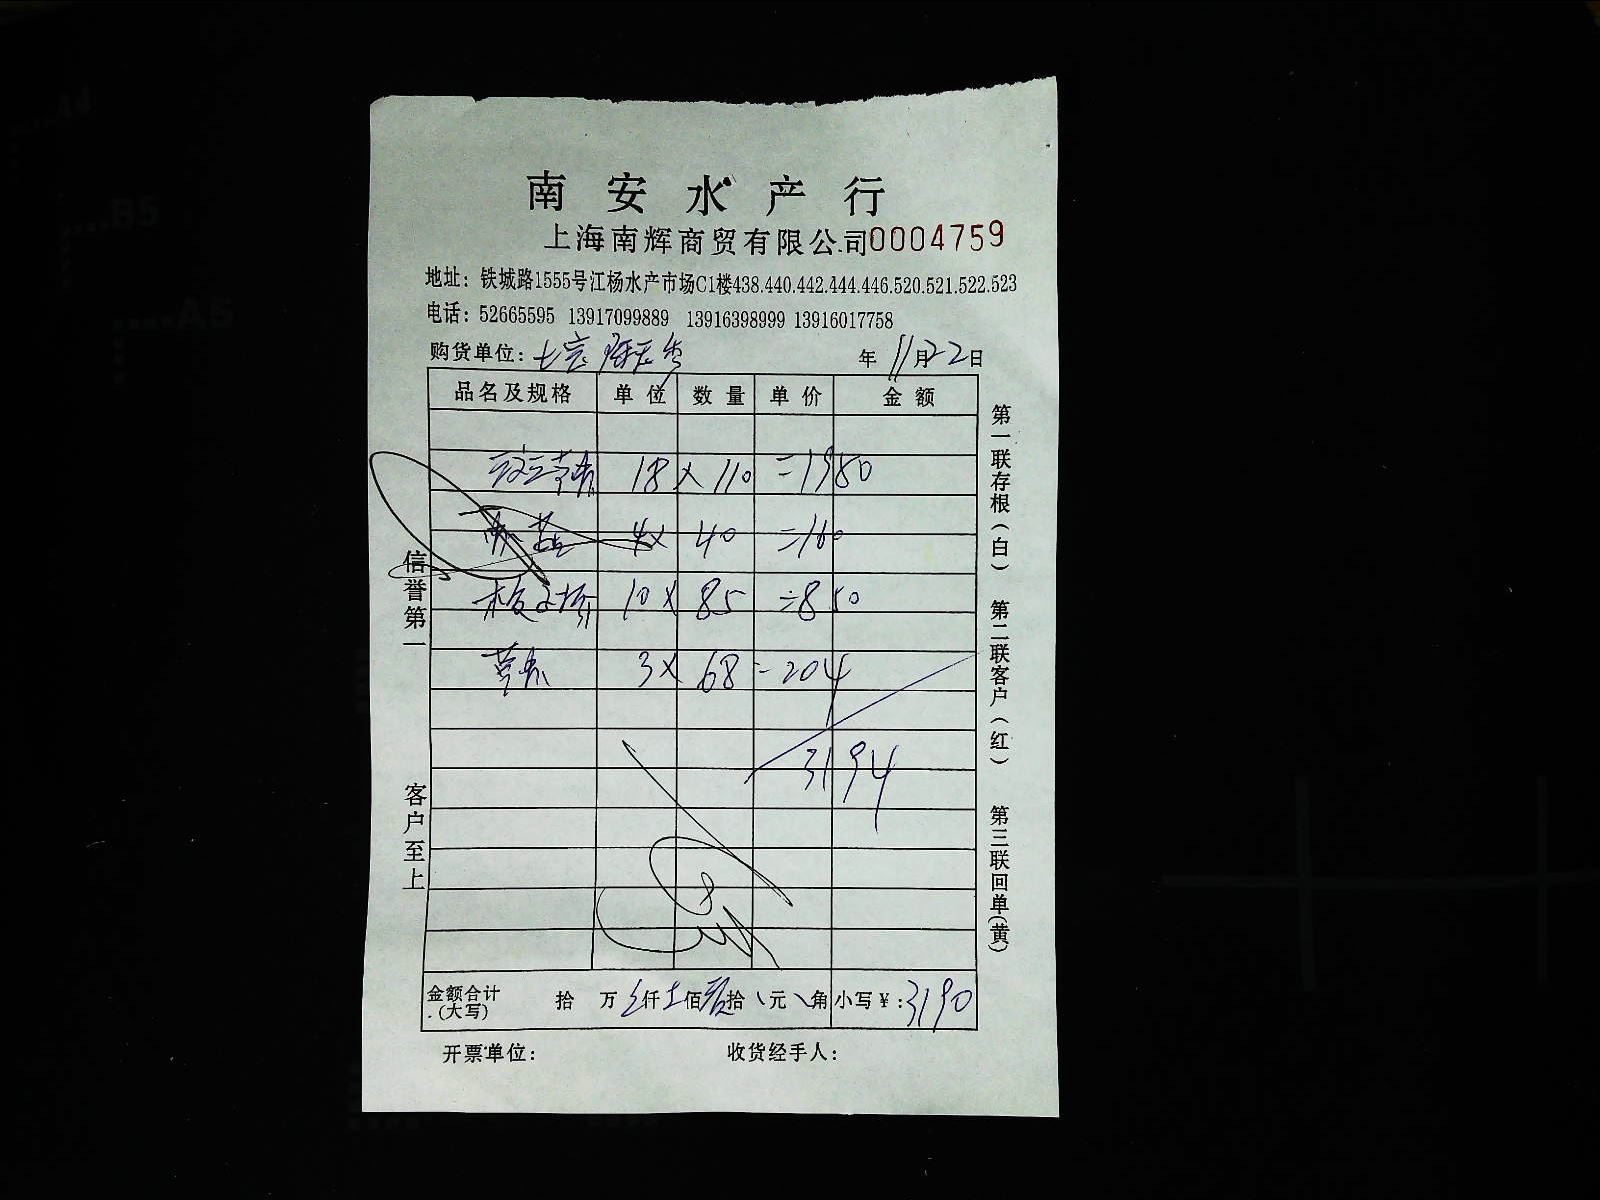 南安水产行
上海南辉商贸有限公司0004759
地址：铁城路1555号江杨水产市场C1楼438.440.442.444.446.520.521.522.523
电话：52665595 13917099889 13916398999 13916017758
购货单位： 年 11月22日
品名及规格 单位 数量 单价 金额
18 × 110 =1980
4× 40 =160
10× 85 =850
3× 68 =204
3194
金额合计(大写) 拾 万 仟 佰 拾 元 角 小写￥:3190
开票单位： 收货经手人：
信誉第一
客户至上
第一联存根(白) 第二联客户(红) 第三联回单(黄)